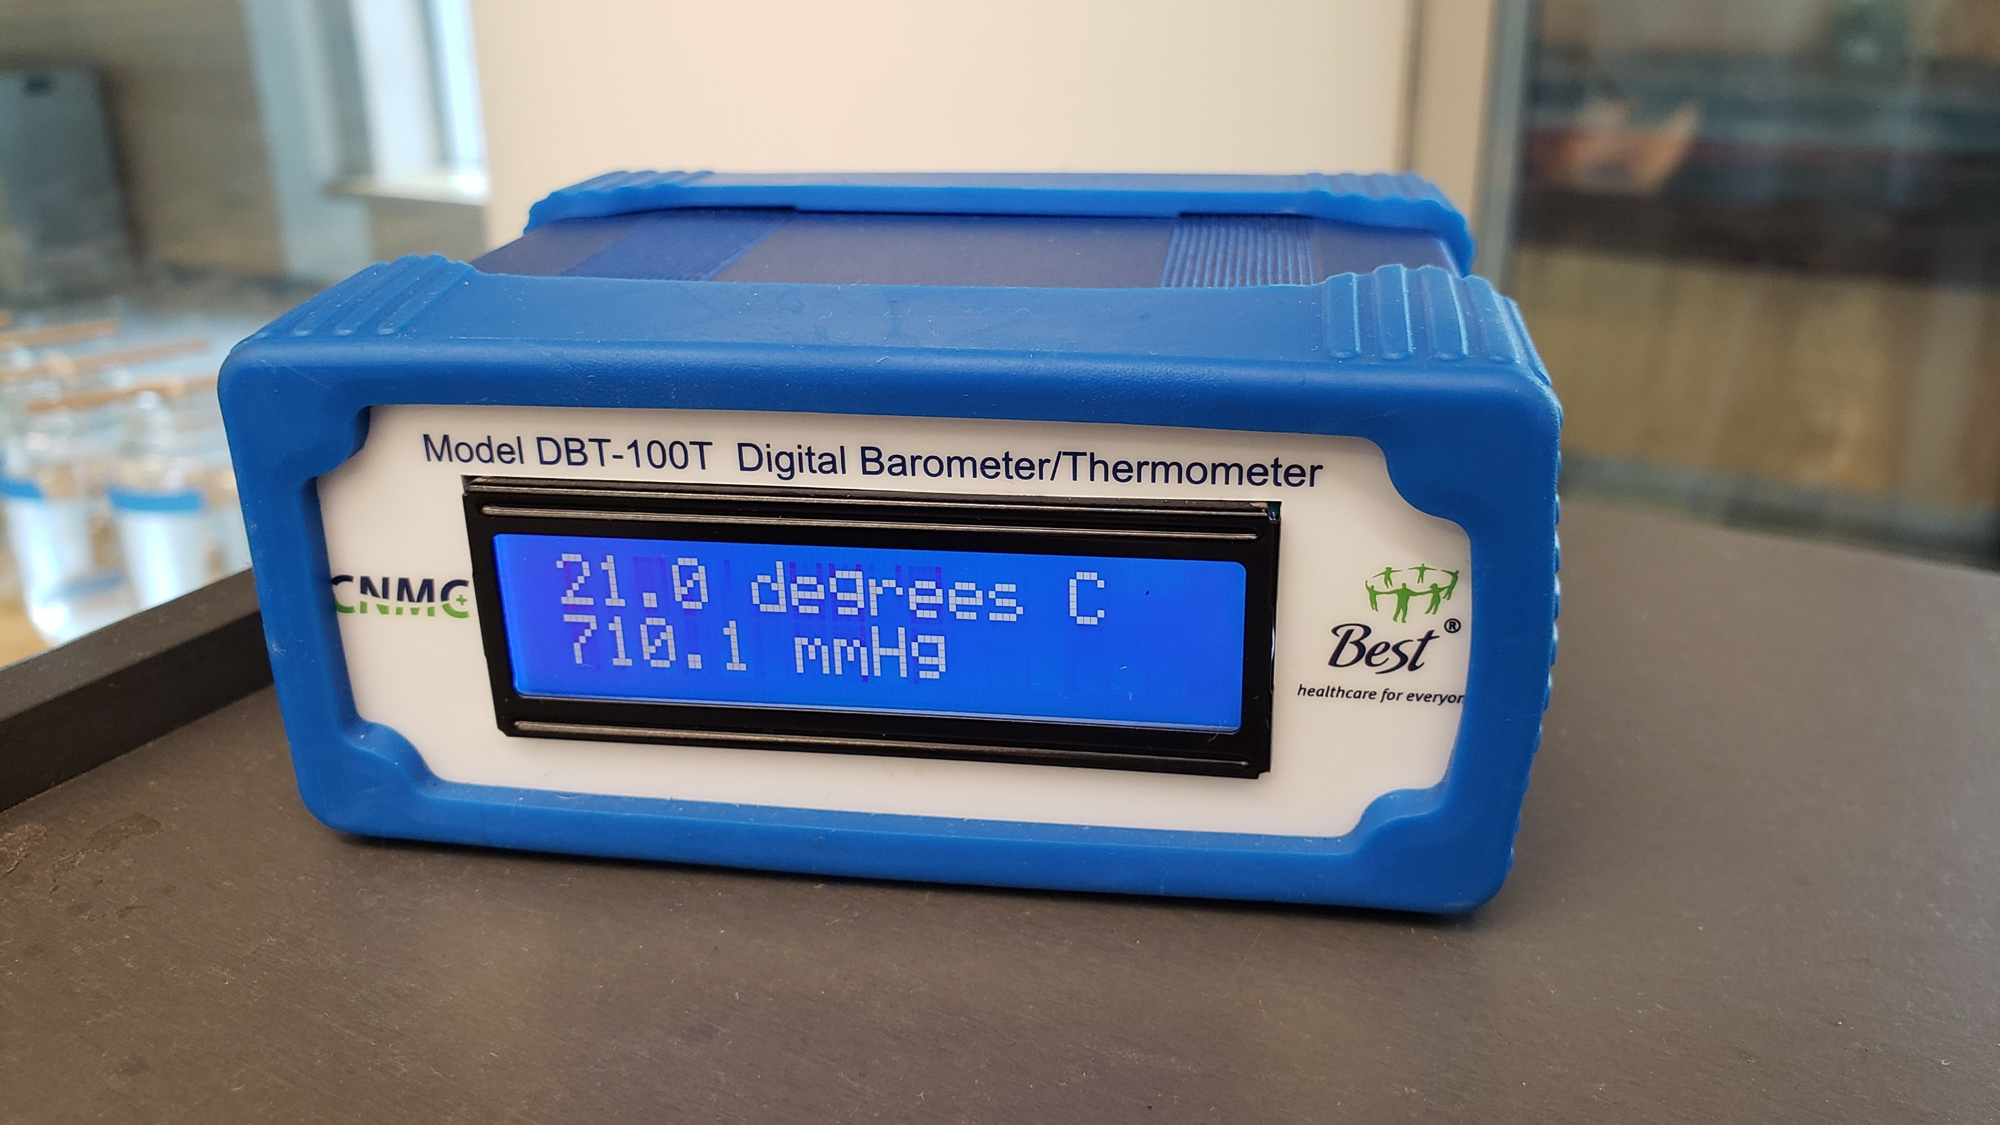 Model DBT-100T Digital Barometer/Thermometer
21.0 degrees C
710.1 mmHg
CNMC
Best®
healthcare for everyon